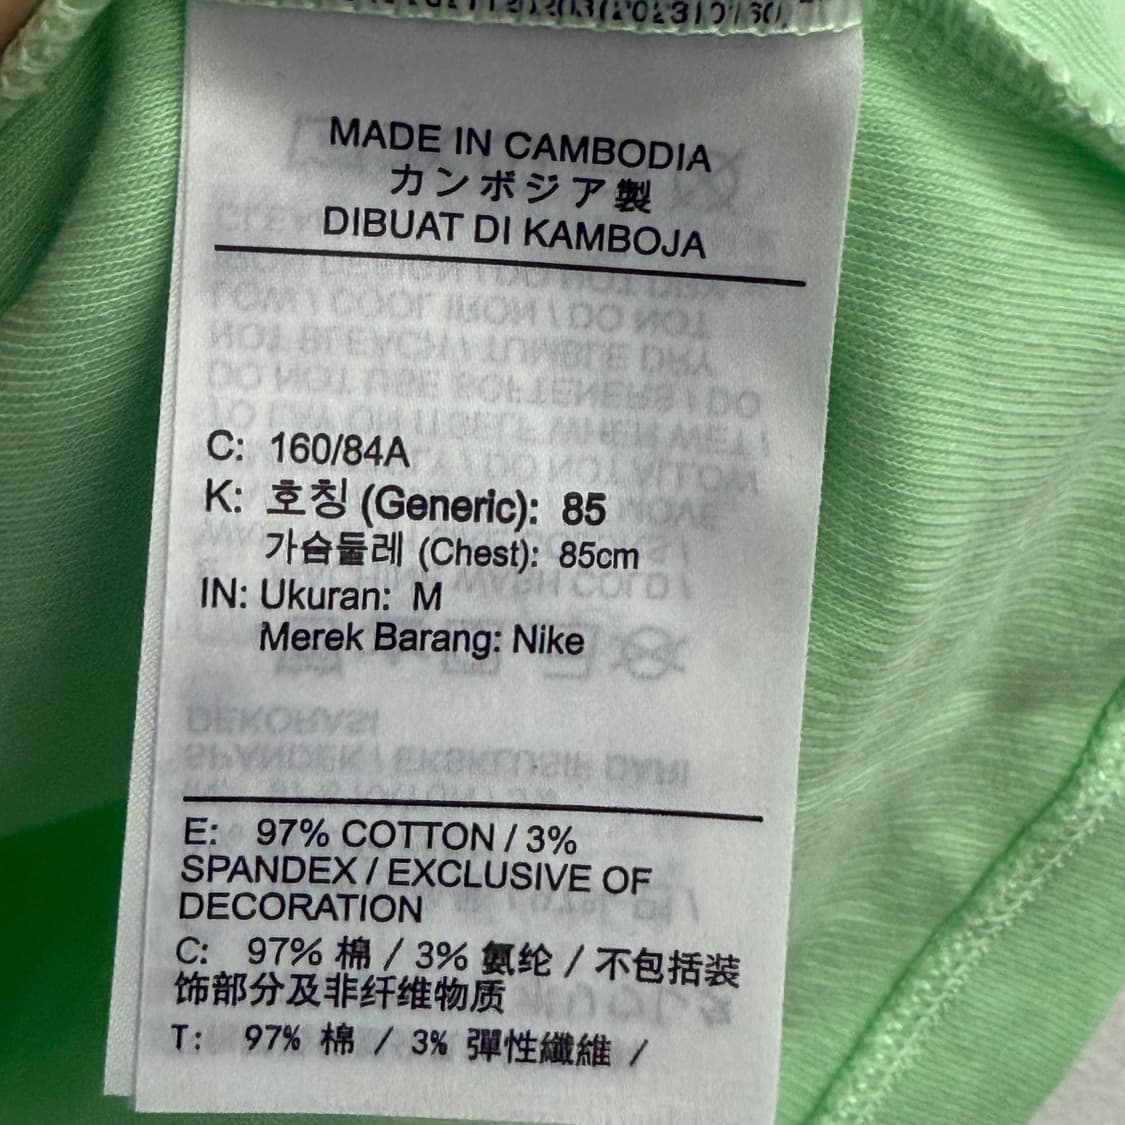 MADE IN CAMBODIA
カンボジア製
DIBUAT DI KAMBOJA
C: 160/84A
K: 호칭 (Generic): 85
가슴둘레 (Chest): 85cm
IN: Ukuran: M
Merek Barang: Nike
E: 97% COTTON / 3%
SPANDEX / EXCLUSIVE OF
DECORATION
C: 97% 棉 / 3% 氨纶 / 不包括装
饰部分及非纤维物质
T: 97% 棉 / 3% 彈性纖維 /